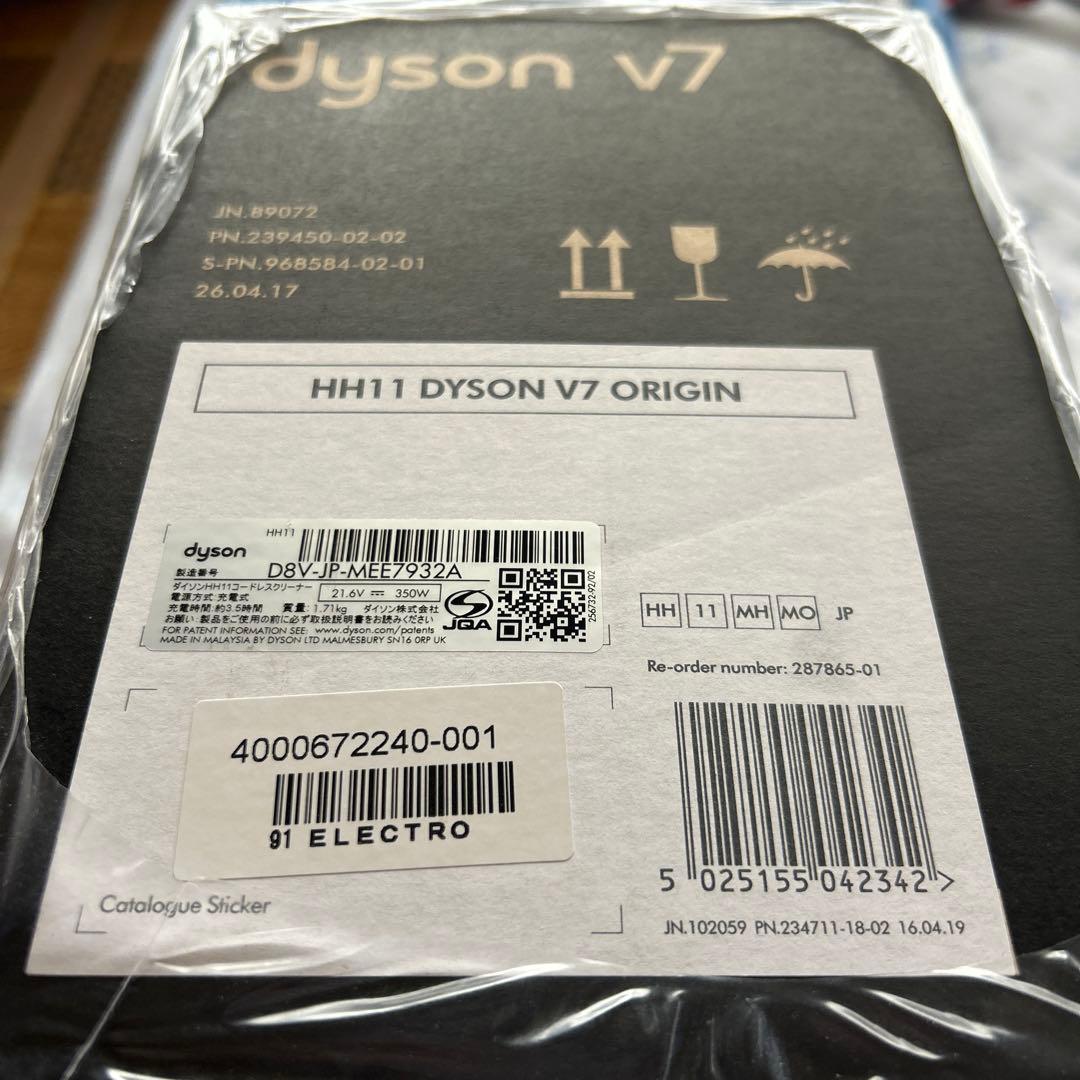 dyson v7
JN.89072
PN.239450-02-02
S-PN.968584-02-01
26.04.17
HH11 DYSON V7 ORIGIN
dyson
HH11
製造番号 D8V-JP-MEE7932A
ダイソンHH11コードレスクリーナー
電源方式:充電式
21.6V ⎓ 350W
充電時間:約3.5時間 質量:1.71kg ダイソン株式会社
お願い:製品をご使用の前に必ず取扱説明書をお読みください
FOR PATENT INFORMATION SEE: www.dyson.com/patents
MADE IN MALAYSIA BY DYSON LTD MALMESBURY SN16 0RP UK
JQA
256732-92/02
HH 11 MH MO JP
Re-order number: 287865-01
4000672240-001
91 ELECTRO
Catalogue Sticker
5 025155 042342 >
JN.102059 PN.234711-18-02 16.04.19